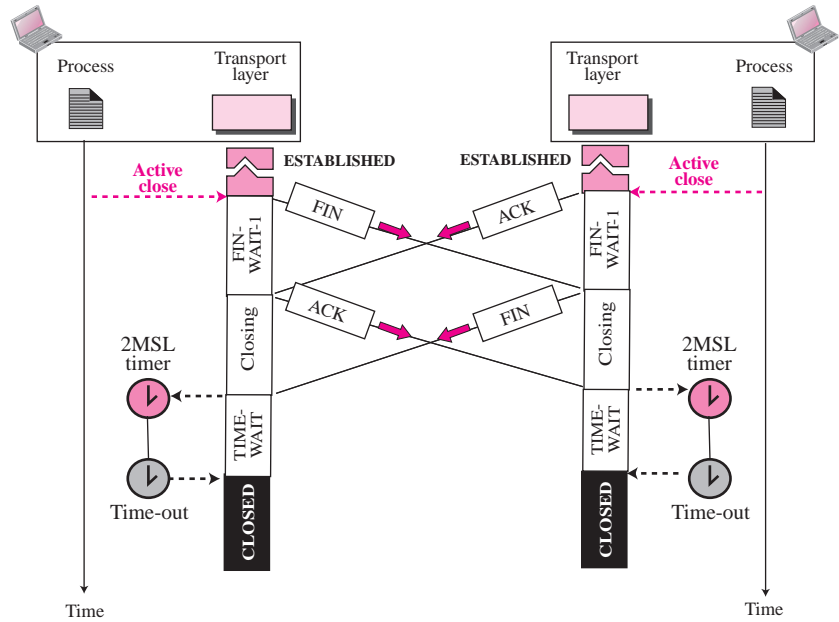 Process
Transport
layer
Transport
layer
Process
ESTABLISHED
ESTABLISHED
Active
close
Active
close
FIN
ACK
FIN-
WAIT-1
FIN-
WAIT-1
ACK
FIN
Closing
Closing
2MSL
timer
2MSL
timer
TIME-
WAIT
TIME-
WAIT
Time-out
Time-out
CLOSED
CLOSED
Time
Time